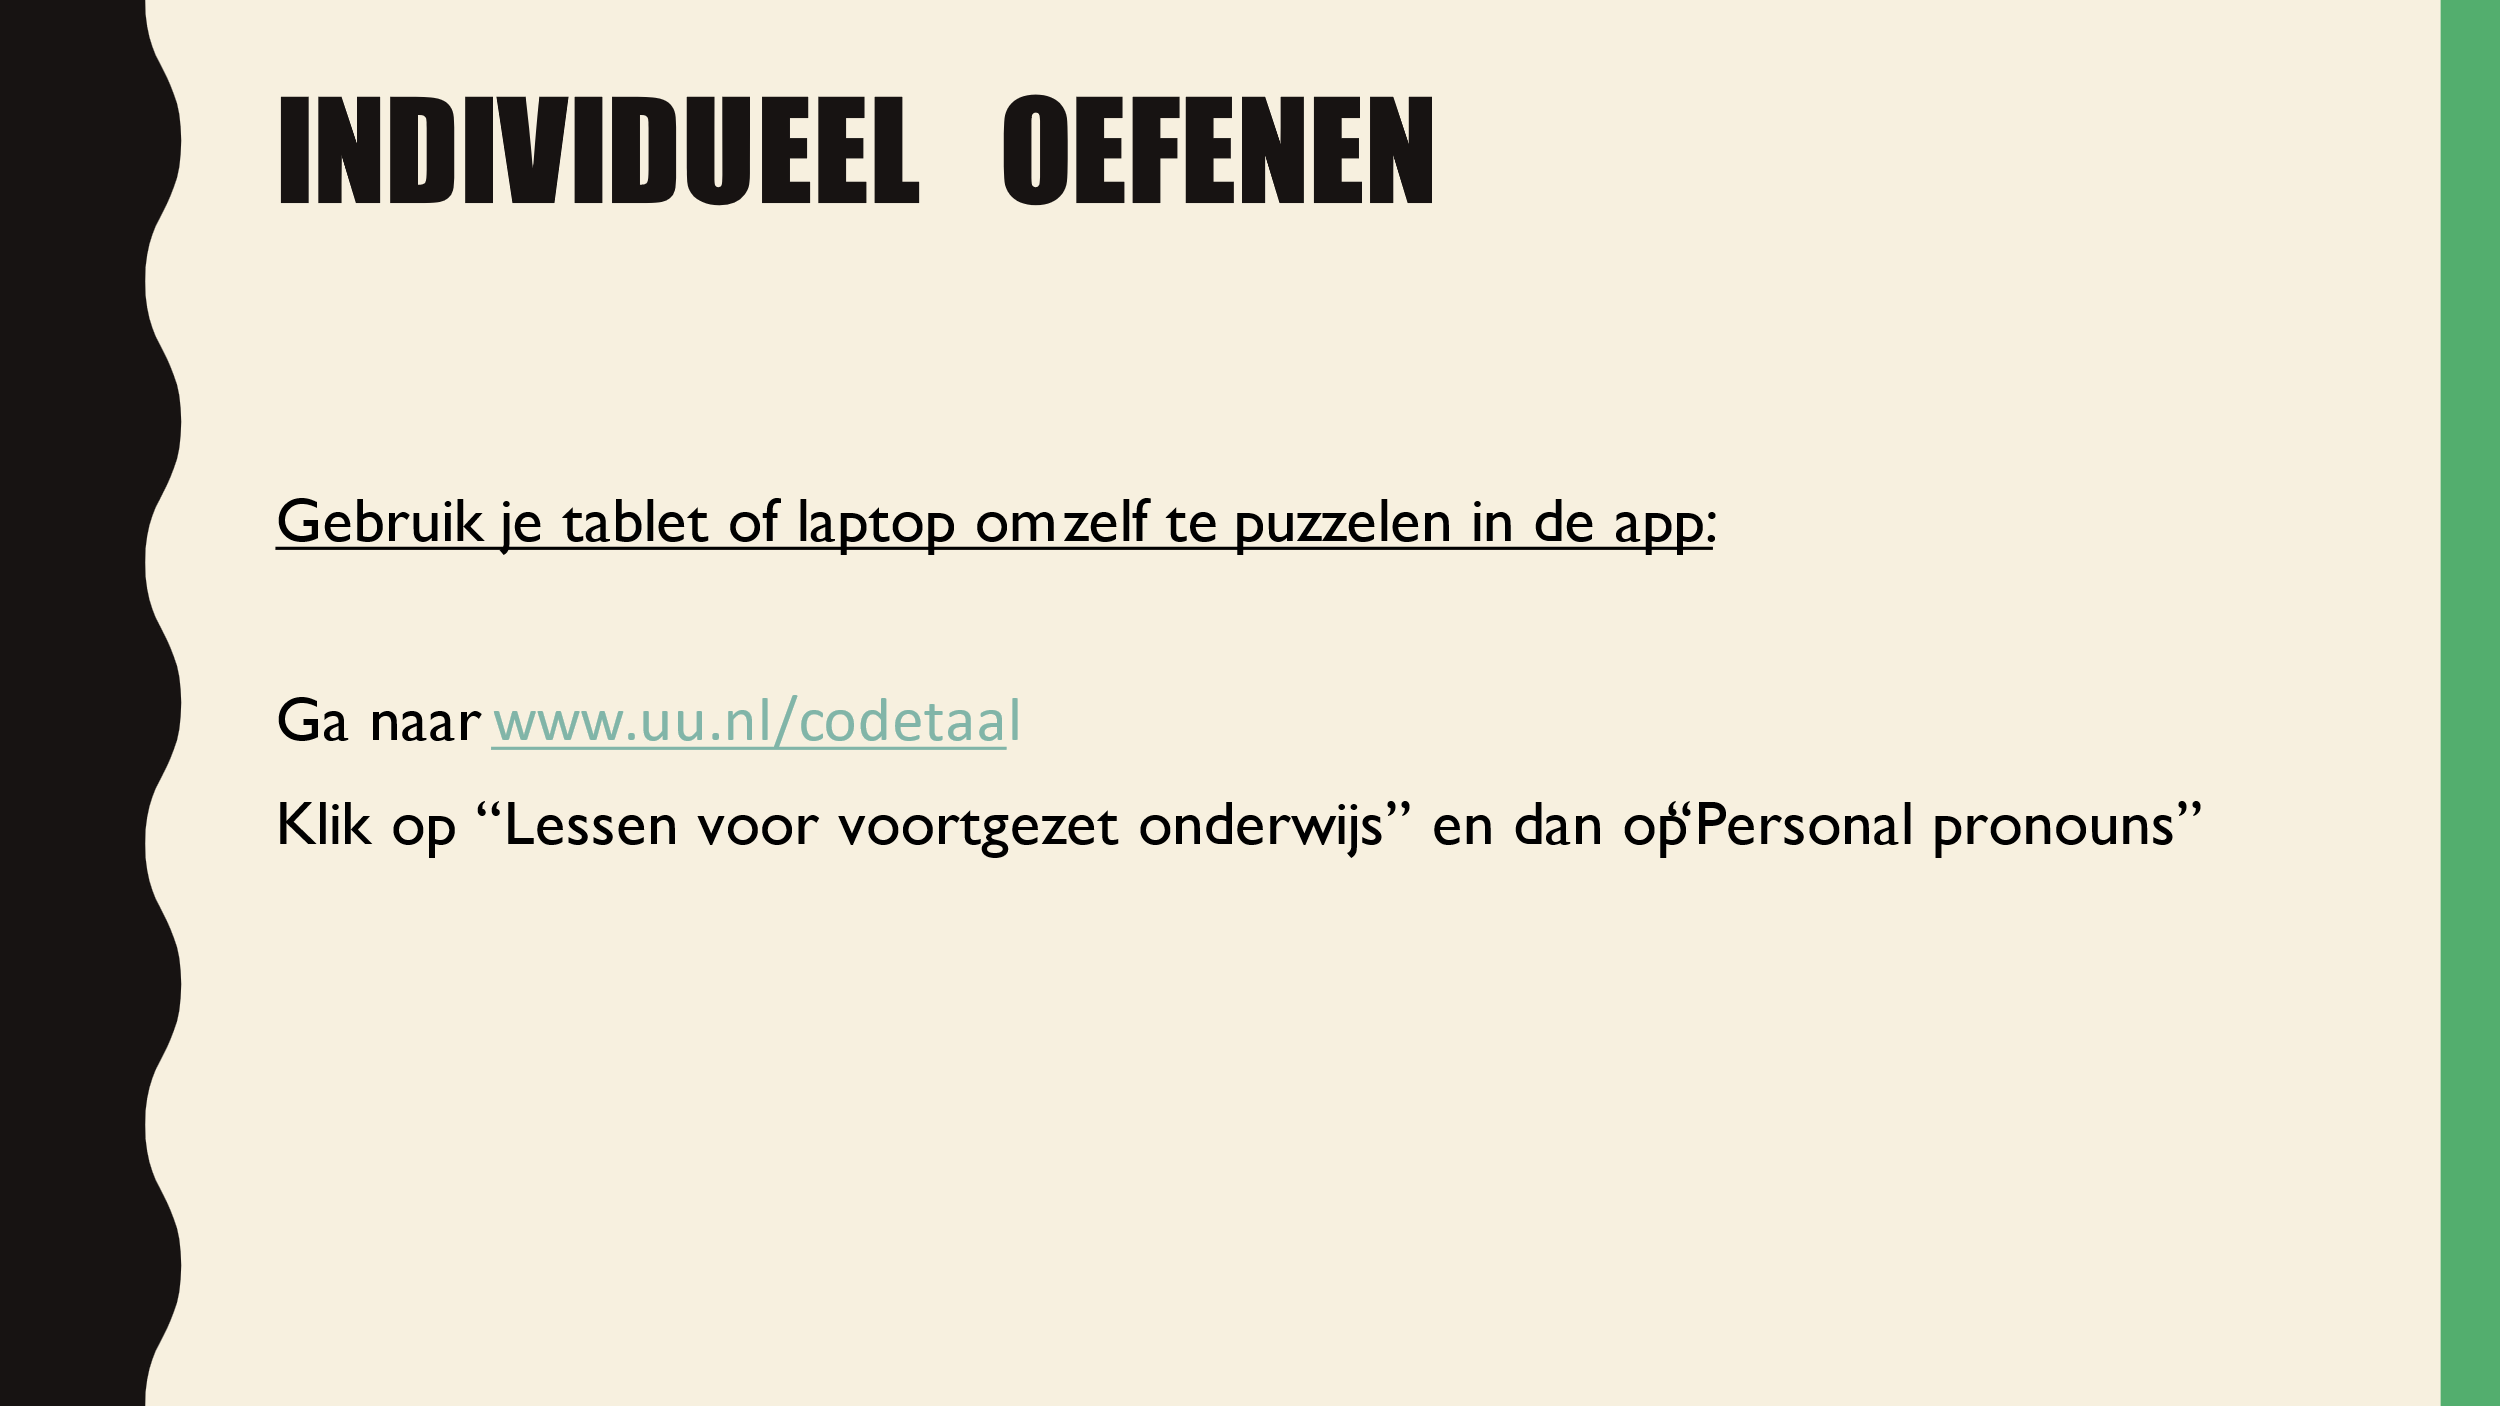 INDIVIDUEEL OEFENEN
Gebruik je tablet of laptop om zelf te puzzelen in de app:
Ga naar www.uu.nl/codetaal
Klik op “Lessen voor voortgezet onderwijs” en dan op “Personal pronouns”